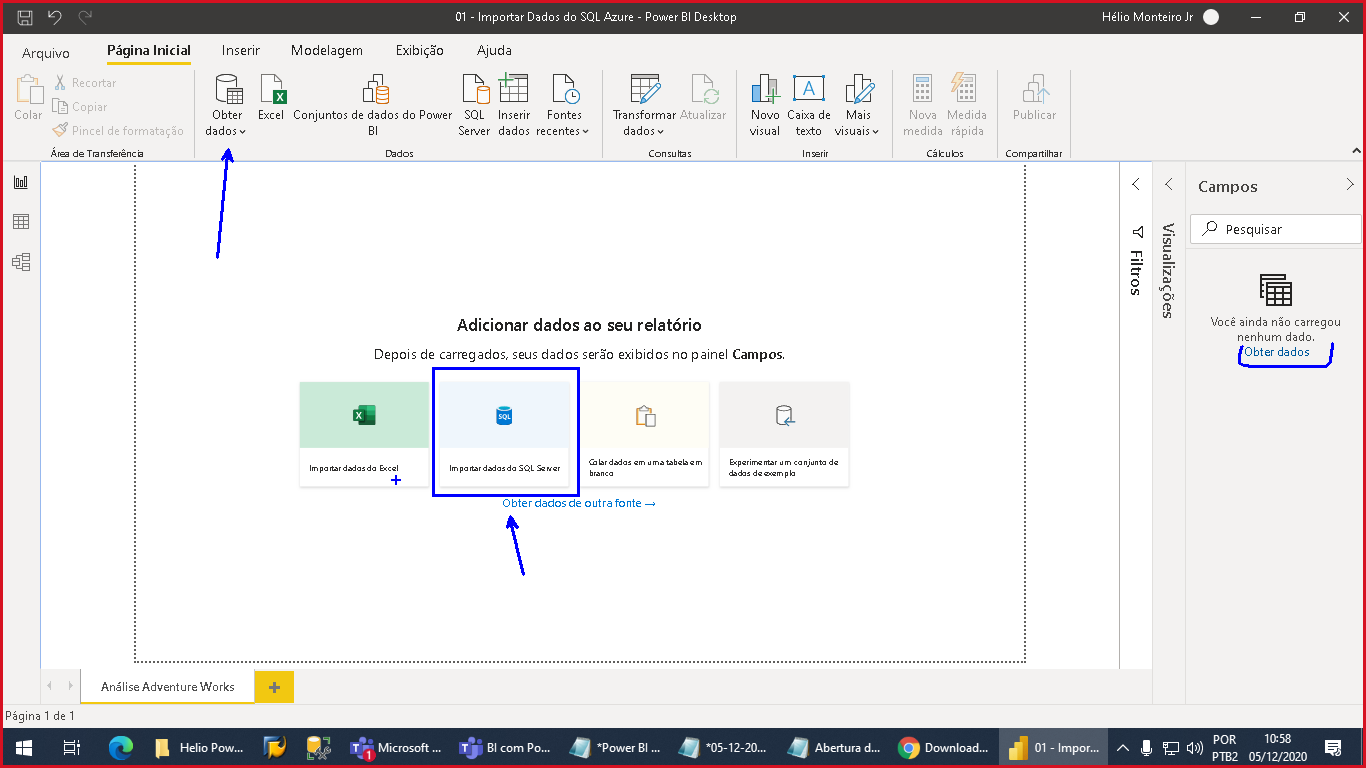 01 - Importar Dados do SQL Azure - Power BI Desktop
Hélio Monteiro Jr
Arquivo
Página Inicial
Inserir
Modelagem
Exibição
Ajuda
Colar
Recortar
Copiar
Pincel de formatação
Área de Transferência
Obter
dados
Excel
Conjuntos de dados do Power
BI
SQL
Server
Inserir
dados
Fontes
recentes
Dados
Transformar
dados
Atualizar
Consultas
Novo
visual
Caixa de
texto
Mais
visuais
Inserir
Nova
medida
Medida
rápida
Cálculos
Publicar
Compartilhar
Adicionar dados ao seu relatório
Depois de carregados, seus dados serão exibidos no painel Campos.
Importar dados do Excel
SQL
Importar dados do SQL Server
Colar dados em uma tabela em
branco
Experimentar um conjunto de
dados de exemplo
Obter dados de outra fonte →
Filtros
Visualizações
Campos
Pesquisar
Você ainda não carregou
nenhum dado.
Obter dados
Análise Adventure Works
Página 1 de 1
Helio Pow...
Microsoft ...
1
BI com Po...
*Power BI ...
*05-12-20...
Abertura d...
Download...
01 - Impor...
POR
PTB2
10:58
05/12/2020